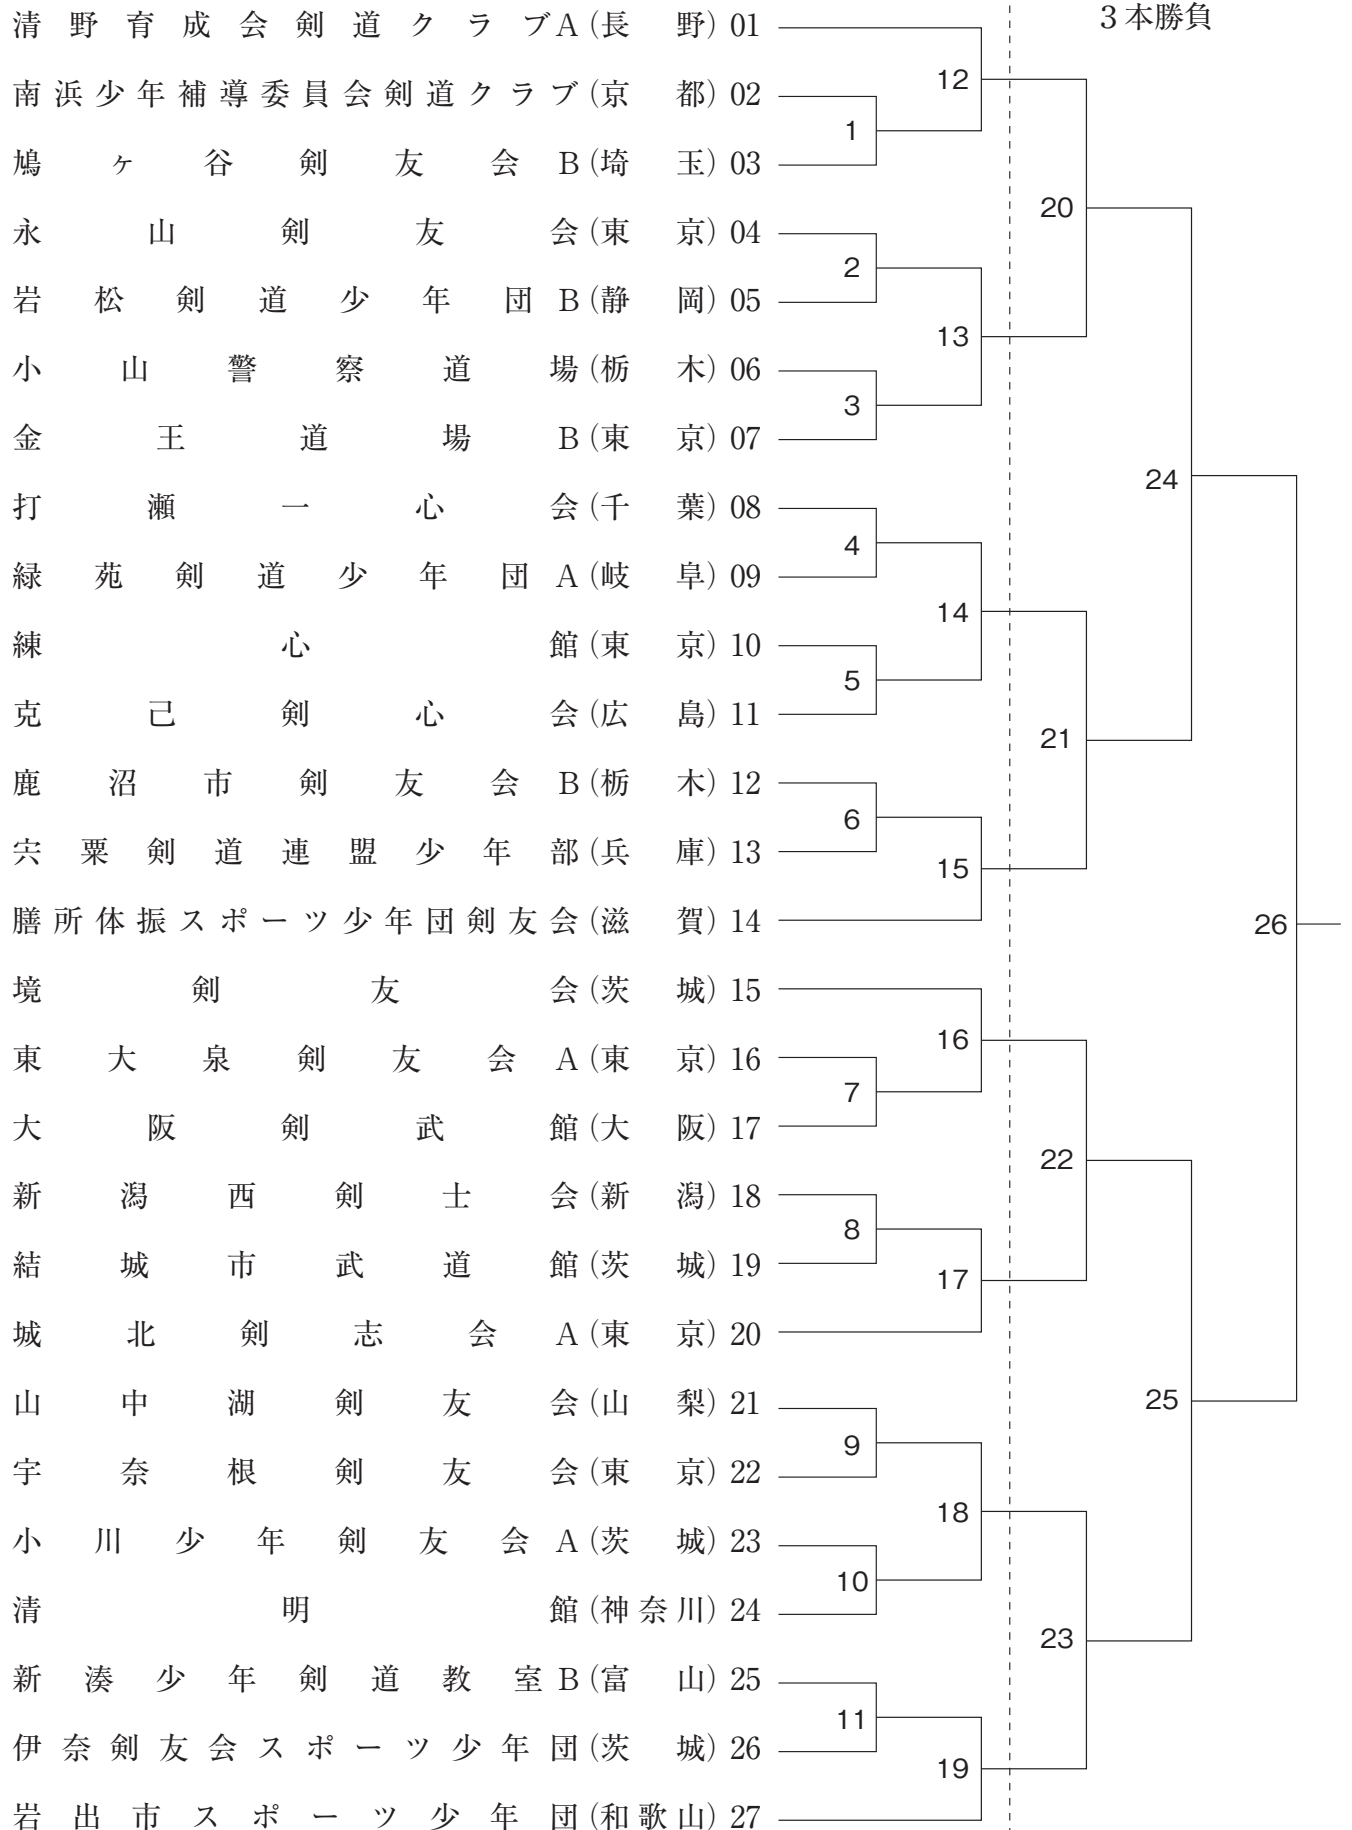 3本勝負
清野育成会剣道クラブA(長野)01
南浜少年補導委員会剣道クラブ(京都)02
鳩ヶ谷剣友会B(埼玉)03
永山剣友会(東京)04
岩松剣道少年団B(静岡)05
小山警察道場(栃木)06
金王道場B(東京)07
打瀬一心会(千葉)08
緑苑剣道少年団A(岐阜)09
練心館(東京)10
克己剣心会(広島)11
鹿沼市剣友会B(栃木)12
宍粟剣道連盟少年部(兵庫)13
膳所体振スポーツ少年団剣友会(滋賀)14
境剣友会(茨城)15
東大泉剣友会A(東京)16
大阪剣武館(大阪)17
新潟西剣士会(新潟)18
結城市武道館(茨城)19
城北剣志会A(東京)20
山中湖剣友会(山梨)21
宇奈根剣友会(東京)22
小川少年剣友会A(茨城)23
清明館(神奈川)24
新湊少年剣道教室B(富山)25
伊奈剣友会スポーツ少年団(茨城)26
岩出市スポーツ少年団(和歌山)27
1
2
3
4
5
6
7
8
9
10
11
12
13
14
15
16
17
18
19
20
21
22
23
24
25
26